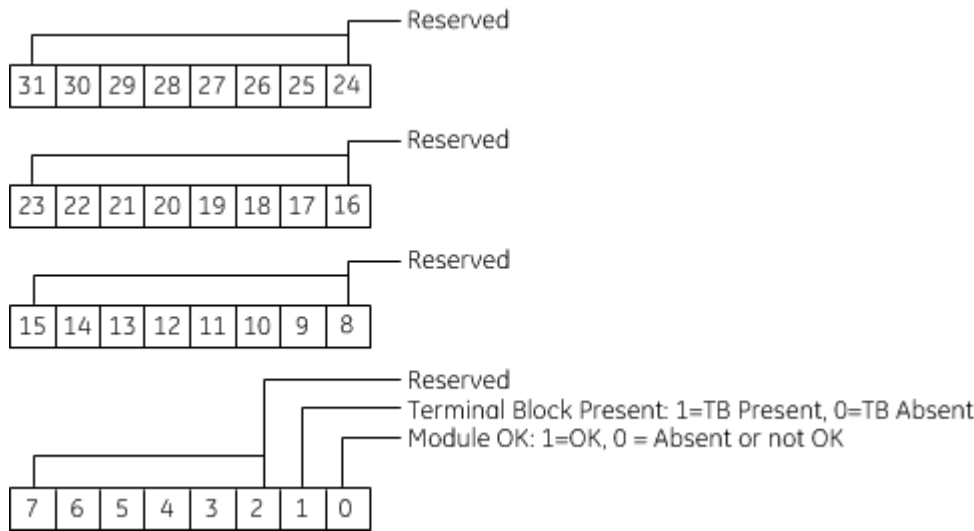 Reserved
31 30 29 28 27 26 25 24
Reserved
23 22 21 20 19 18 17 16
Reserved
15 14 13 12 11 10 9 8
Reserved
Terminal Block Present: 1=TB Present, 0=TB Absent
Module OK: 1=OK, 0 = Absent or not OK
7 6 5 4 3 2 1 0